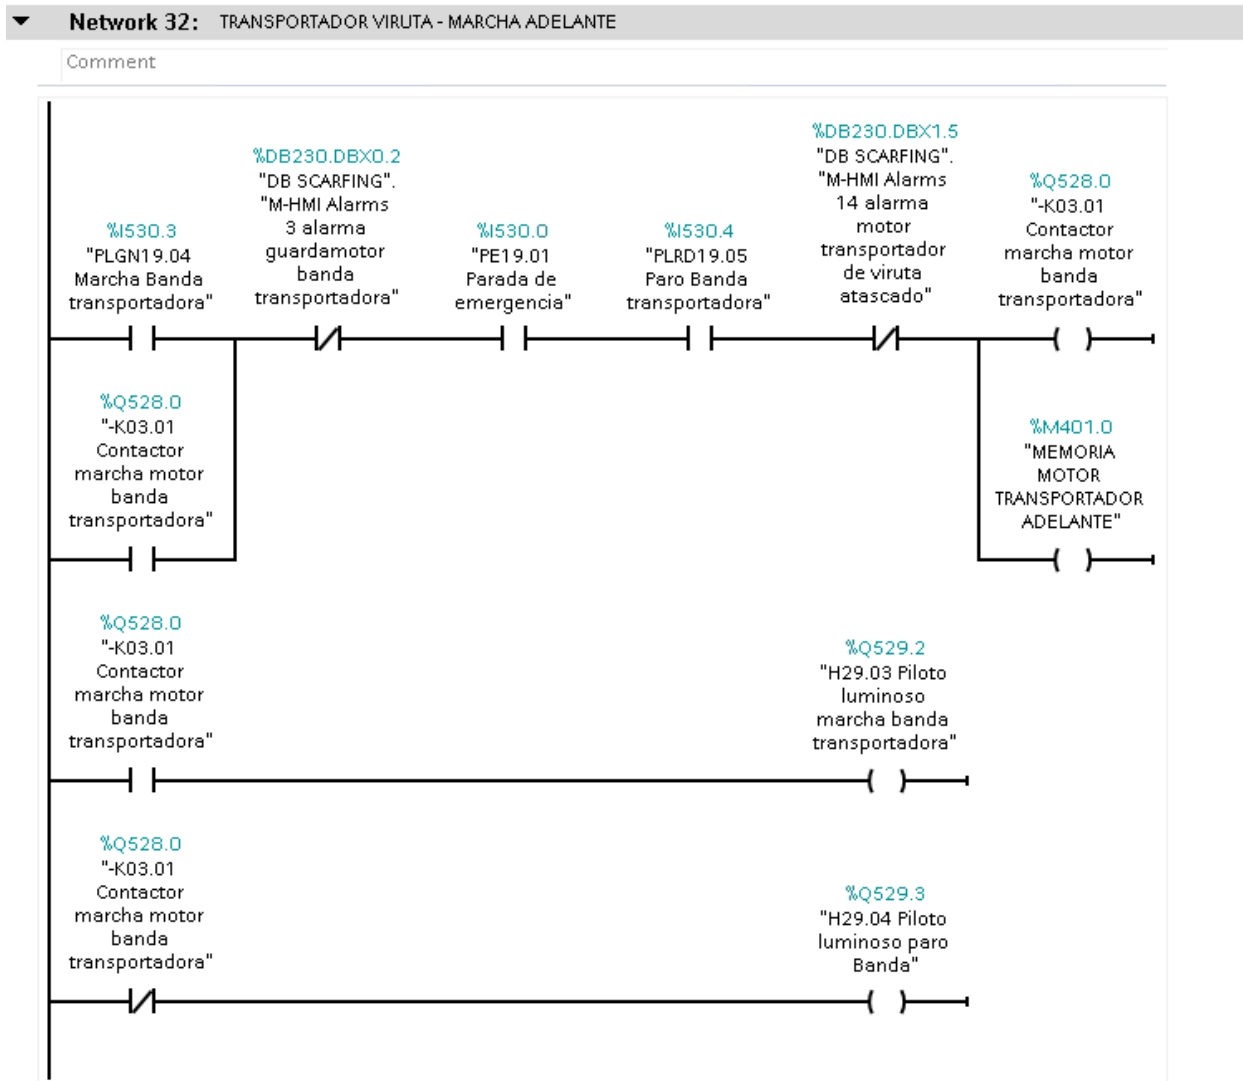 Network 32: TRANSPORTADOR VIRUTA - MARCHA ADELANTE
Comment
%I530.3
"PLGN19.04
Marcha Banda
transportadora"
%DB230.DBX0.2
"DB SCARFING".
"M-HMI Alarms
3 alarma
guardamotor
banda
transportadora"
%I530.0
"PE19.01
Parada de
emergencia"
%I530.4
"PLRD19.05
Paro Banda
transportadora"
%DB230.DBX1.5
"DB SCARFING".
"M-HMI Alarms
14 alarma
motor
transportador
de viruta
atascado"
%Q528.0
"-K03.01
Contactor
marcha motor
banda
transportadora"
%Q528.0
"-K03.01
Contactor
marcha motor
banda
transportadora"
%M401.0
"MEMORIA
MOTOR
TRANSPORTADOR
ADELANTE"
%Q528.0
"-K03.01
Contactor
marcha motor
banda
transportadora"
%Q529.2
"H29.03 Piloto
luminoso
marcha banda
transportadora"
%Q528.0
"-K03.01
Contactor
marcha motor
banda
transportadora"
%Q529.3
"H29.04 Piloto
luminoso paro
Banda"